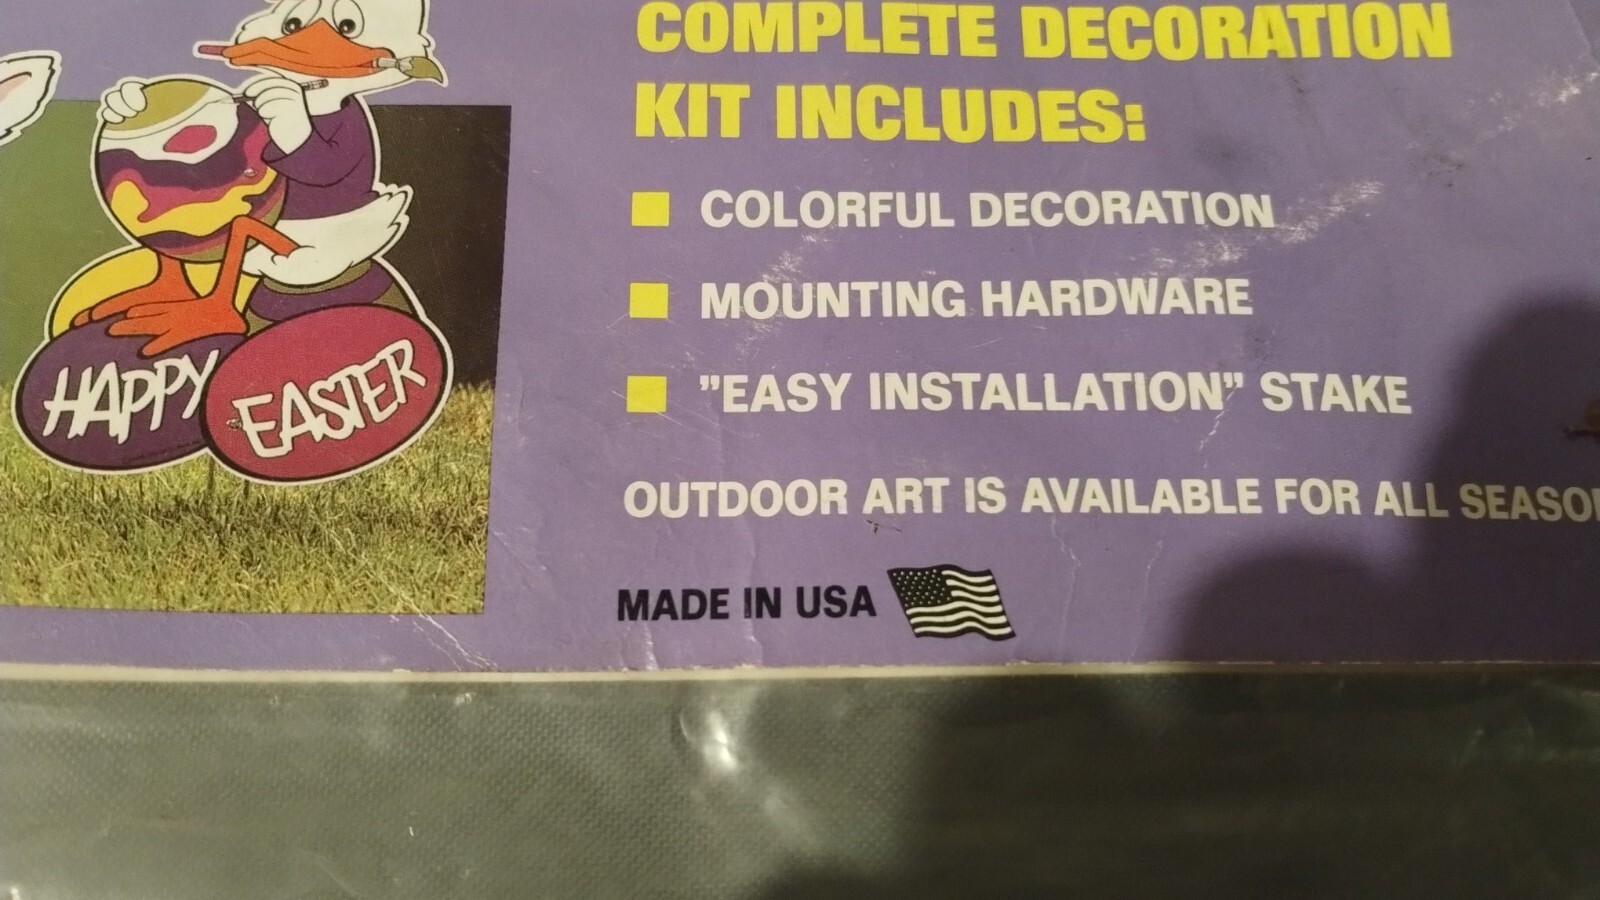 COMPLETE DECORATION
KIT INCLUDES:
COLORFUL DECORATION
MOUNTING HARDWARE
"EASY INSTALLATION" STAKE
OUTDOOR ART IS AVAILABLE FOR ALL
MADE IN USA
HAPPY
EASTER